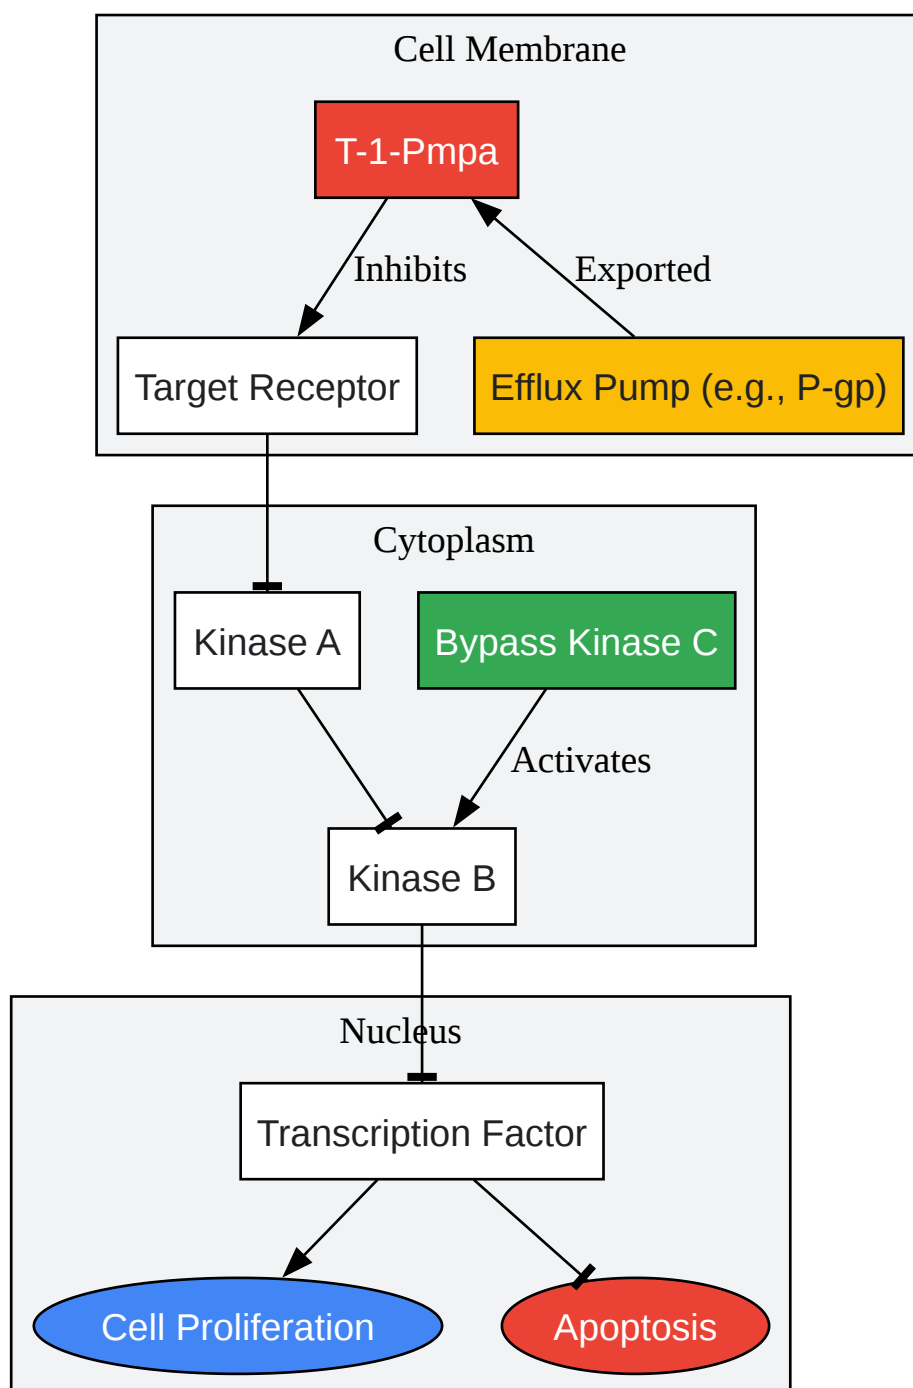 Cell Membrane
T-1-Pmpa
Inhibits
Exported
Target Receptor
Efflux Pump (e.g., P-gp)
Cytoplasm
Kinase A
Bypass Kinase C
Activates
Kinase B
Nucleus
Transcription Factor
Cell Proliferation
Apoptosis